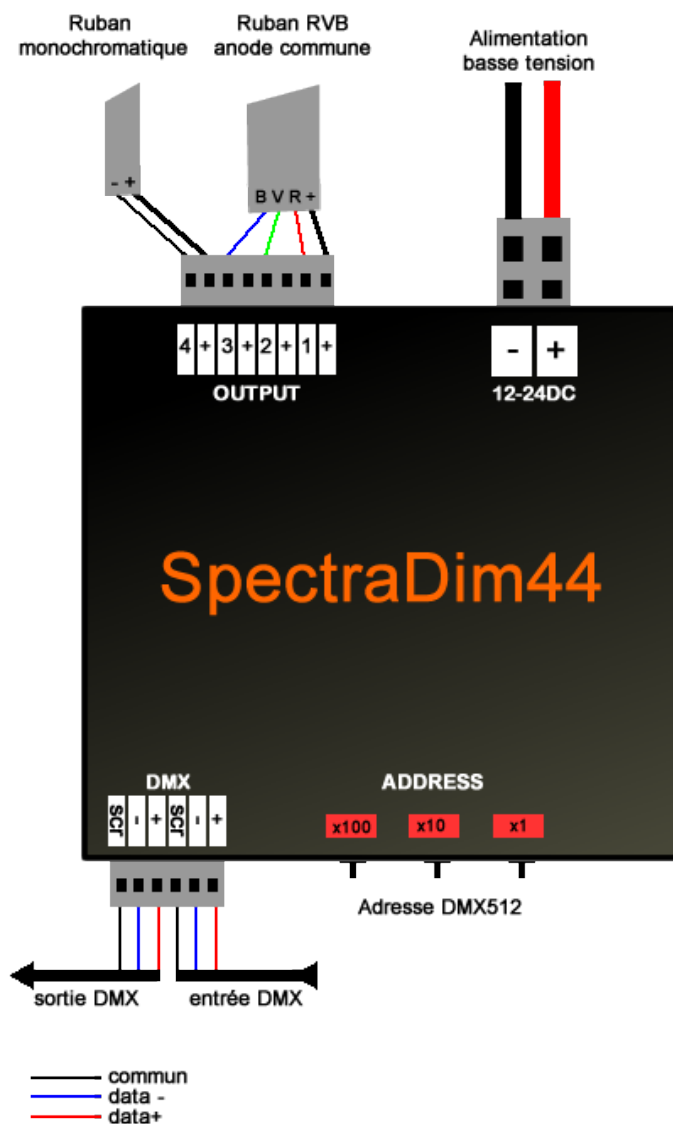 Ruban
monochromatique
Ruban RVB
anode commune
Alimentation
basse tension
- +
B V R +
4 + 3 + 2 + 1 +
OUTPUT
- +
12-24DC
SpectraDim44
DMX
scr - + scr - +
ADDRESS
x100 x10 x1
Adresse DMX512
sortie DMX
entrée DMX
commun
data -
data+